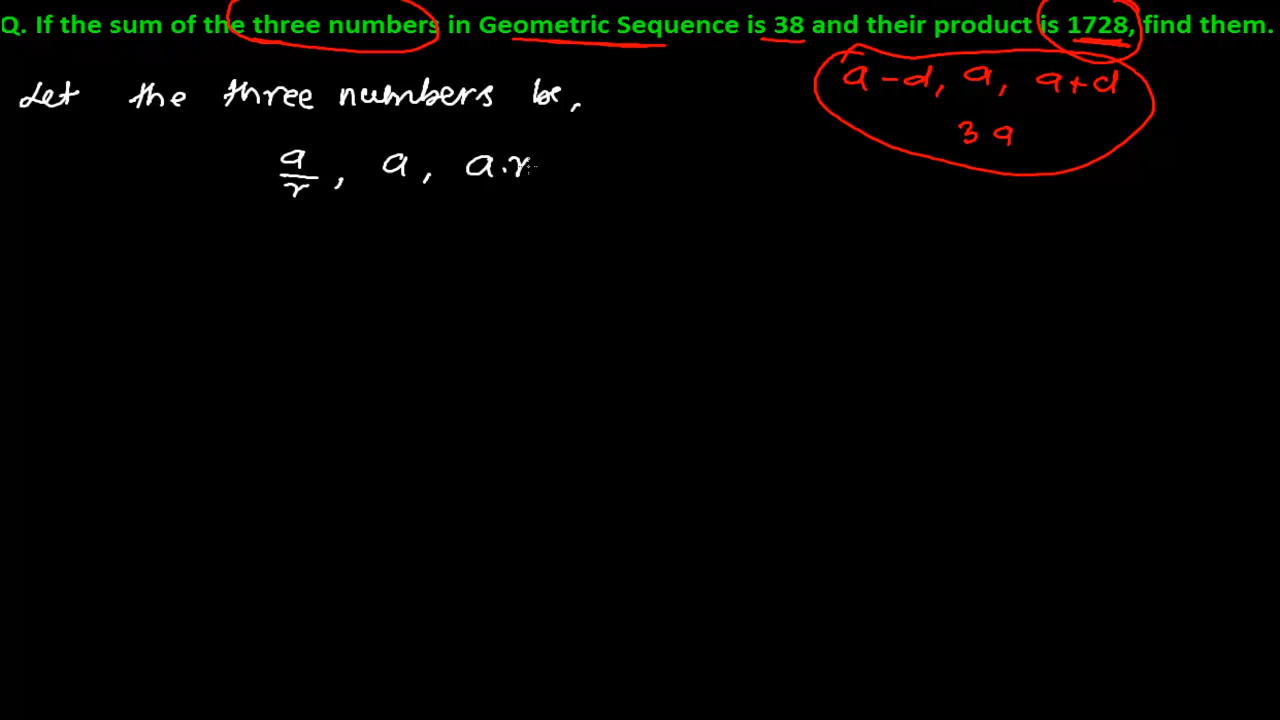 Q. If the sum of the three numbers in Geometric Sequence is 38 and their product is 1728, find them.
Let the three numbers be,
a/r, a, a.r
a-d, a, a+d
3a